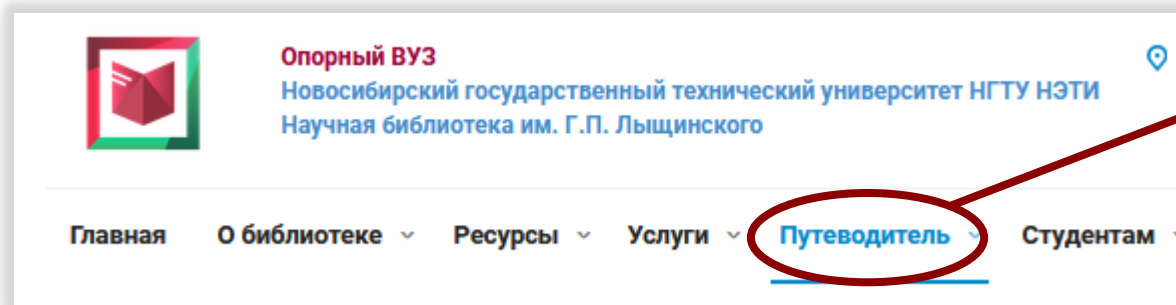 Опорный ВУЗ
Новосибирский государственный технический университет НГТУ НЭТИ
Научная библиотека им. Г.П. Лыщинского
Главная О библиотеке Ресурсы Услуги Путеводитель Студентам